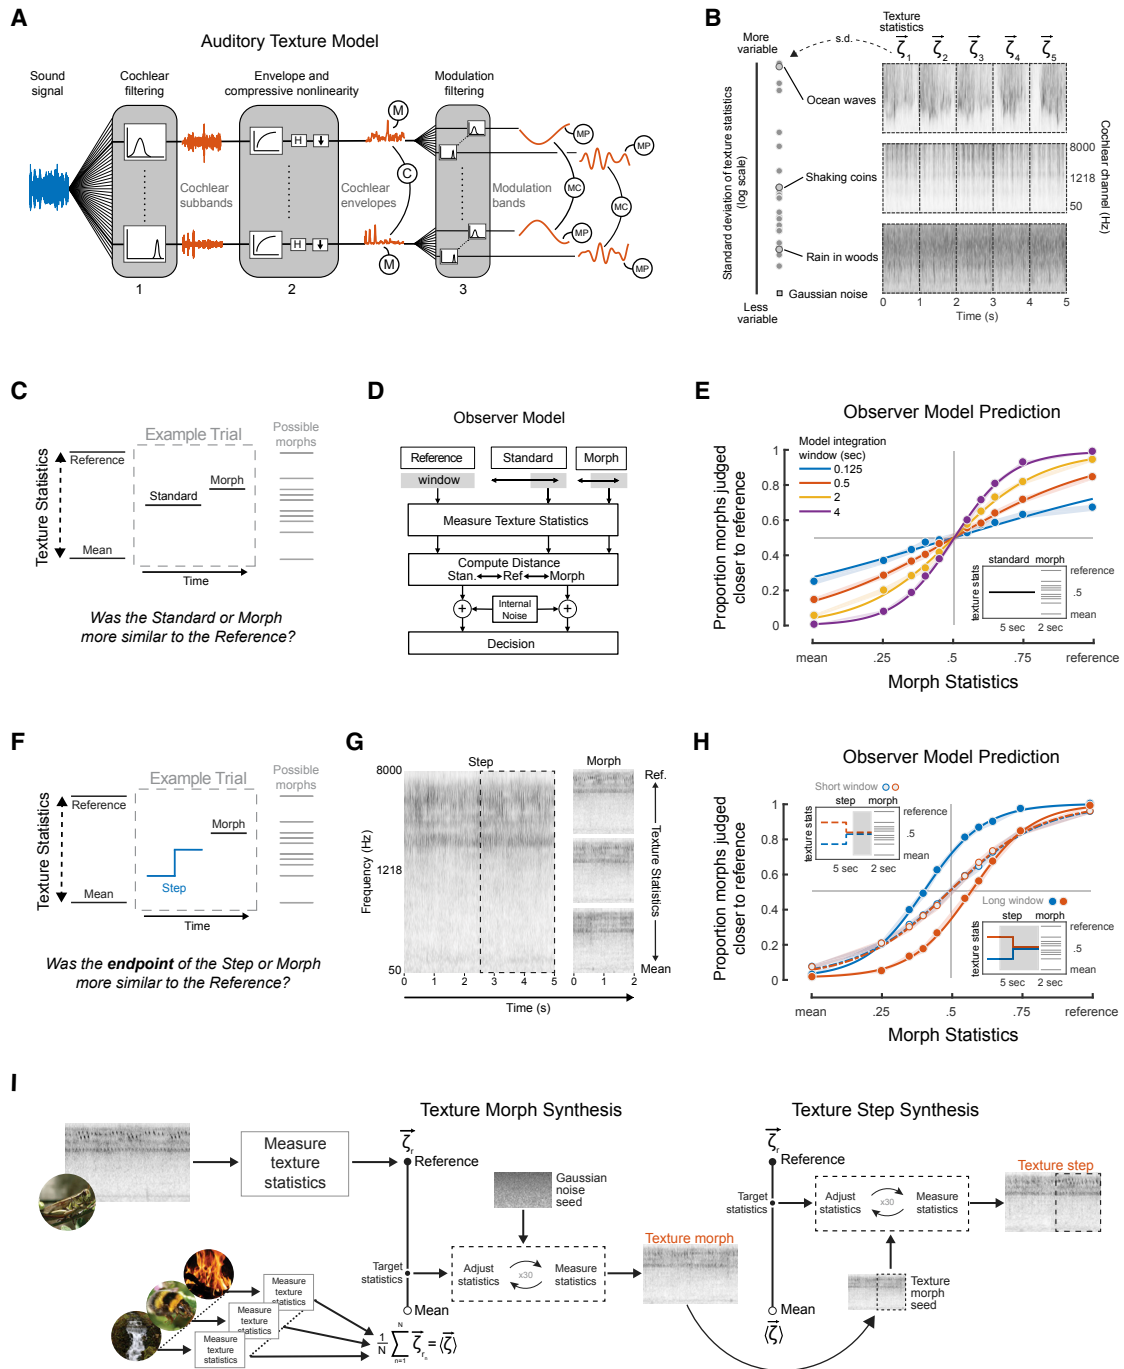 A
Auditory Texture Model
Sound
signal
Cochlear
filtering
Envelope and
compressive nonlinearity
Modulation
filtering
M
H
Cochlear
subbands
Cochlear
envelopes
C
Modulation
bands
MP
MP
MC
MC
H
M
MP
MP
1
2
3
B
More
variable
s.d.
Texture
statistics
ζ1 ζ2 ζ3 ζ4 ζ5
Standard deviation of texture statistics
(log scale)
Ocean waves
Shaking coins
Rain in woods
Gaussian noise
Less
variable
8000
1218
50
Cochlear channel (Hz)
0 1 2 3 4 5
Time (s)
C
Texture Statistics
Reference
Mean
Example Trial
Standard
Morph
Possible
morphs
Time
Was the Standard or Morph
more similar to the Reference?
D
Observer Model
Reference
Standard
Morph
window
Measure Texture Statistics
Compute Distance
Stan. Ref Morph
+
Internal
Noise
+
Decision
E
Observer Model Prediction
Model integration
window (sec)
0.125
0.5
2
4
Proportion morphs judged
closer to reference
1
0.8
0.6
0.4
0.2
0
standard morph
texture stats
reference
.5
mean
5 sec 2 sec
mean .25 .5 .75 reference
Morph Statistics
F
Texture Statistics
Reference
Mean
Example Trial
Morph
Step
Possible
morphs
Time
Was the endpoint of the Step or Morph
more similar to the Reference?
G
Step
Morph
8000
1218
50
Frequency (Hz)
Ref.
Texture Statistics
Mean
0 1 2 3 4 5
0 1 2
Time (s)
H
Observer Model Prediction
Short window
step morph
texture stats
reference
.5
mean
5 sec 2 sec
Proportion morphs judged
closer to reference
1
0.8
0.6
0.4
0.2
0
Long window
step morph
texture stats
reference
.5
mean
5 sec 2 sec
mean .25 .5 .75 reference
Morph Statistics
I
Texture Morph Synthesis
Measure
texture
statistics
ζr
Reference
Gaussian
noise
seed
Target
statistics
Adjust
statistics
x30
Measure
statistics
Texture morph
Mean
Measure
texture
statistics
Measure
texture
statistics
Measure
texture
statistics
1/N N∑n=1 ζrn = ⟨ζ⟩
Texture Step Synthesis
ζr
Reference
Target
statistics
Adjust
statistics
x30
Measure
statistics
Texture step
Texture
morph
seed
Mean
⟨ζ⟩